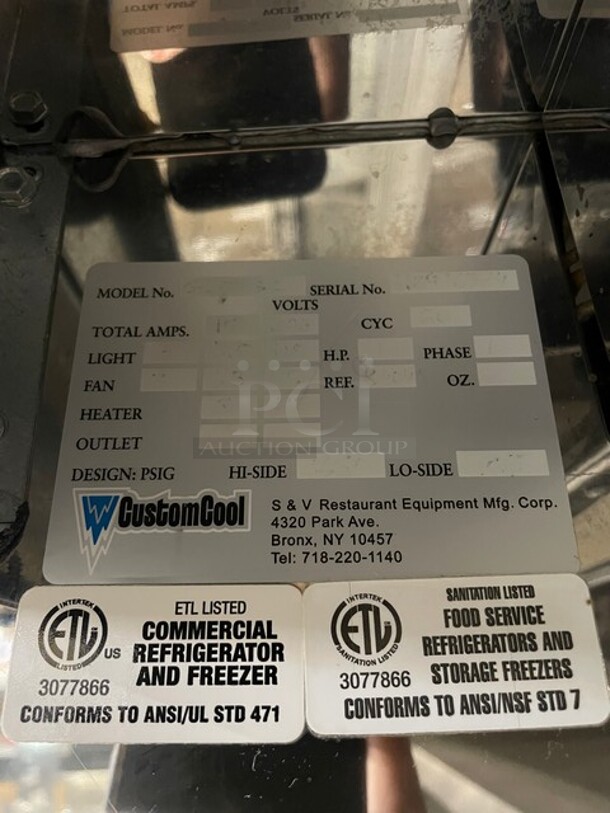 MODEL No. SERIAL No.
VOLTS
TOTAL AMPS. CYC
LIGHT H.P. PHASE
FAN REF. OZ.
HEATER
OUTLET
DESIGN: PSIG HI-SIDE LO-SIDE
PCI
AUCTION GROUP
CustomCool
S & V Restaurant Equipment Mfg. Corp.
4320 Park Ave.
Bronx, NY 10457
Tel: 718-220-1140
INTERTEK
ETL
LISTED
US
3077866
ETL LISTED
COMMERCIAL
REFRIGERATOR
AND FREEZER
CONFORMS TO ANSI/UL STD 471
INTERTEK
ETL
SANITATION LISTED
3077866
SANITATION LISTED
FOOD SERVICE
REFRIGERATORS AND
STORAGE FREEZERS
CONFORMS TO ANSI/NSF STD 7